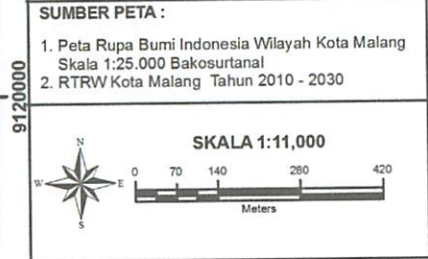 SUMBER PETA :
1. Peta Rupa Bumi Indonesia Wilayah Kota Malang
Skala 1:25.000 Bakosurtanal
2. RTRW Kota Malang Tahun 2010 - 2030
9120000
SKALA 1:11,000
N
W E
S
0 70 140 280 420
Meters